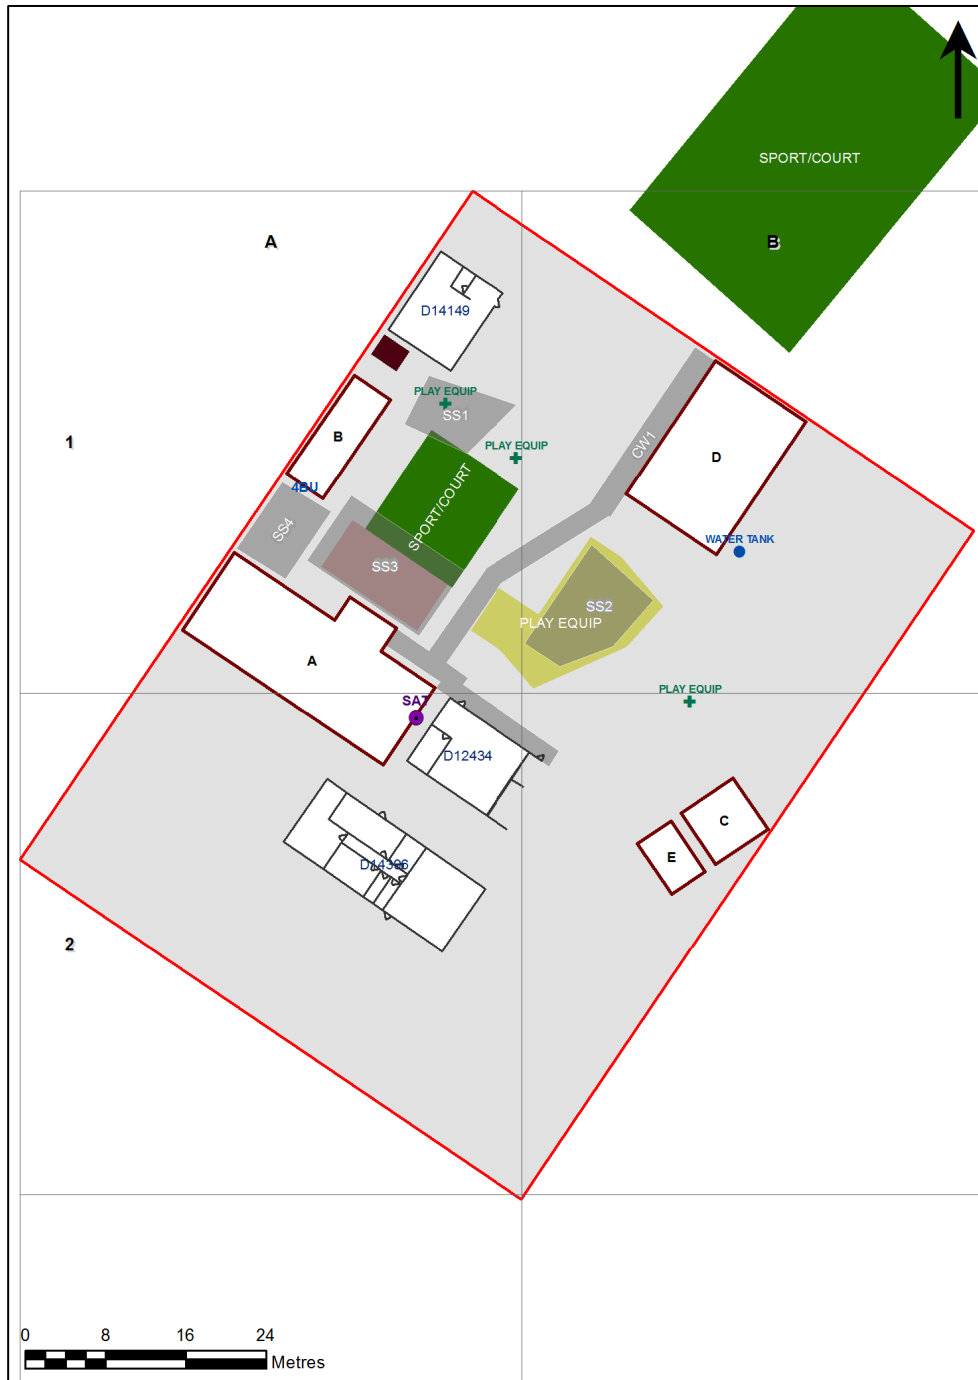 SPORT/COURT
A
B
D14149
PLAY EQUIP
SS1
B
1
PLAY EQUIP
CW1
D
4BU
SPORT/COURT
SS4
WATER TANK
SS3
SS2
PLAY EQUIP
A
PLAY EQUIP
SAT
D12434
C
E
D14396
2
0 8 16 24
Metres